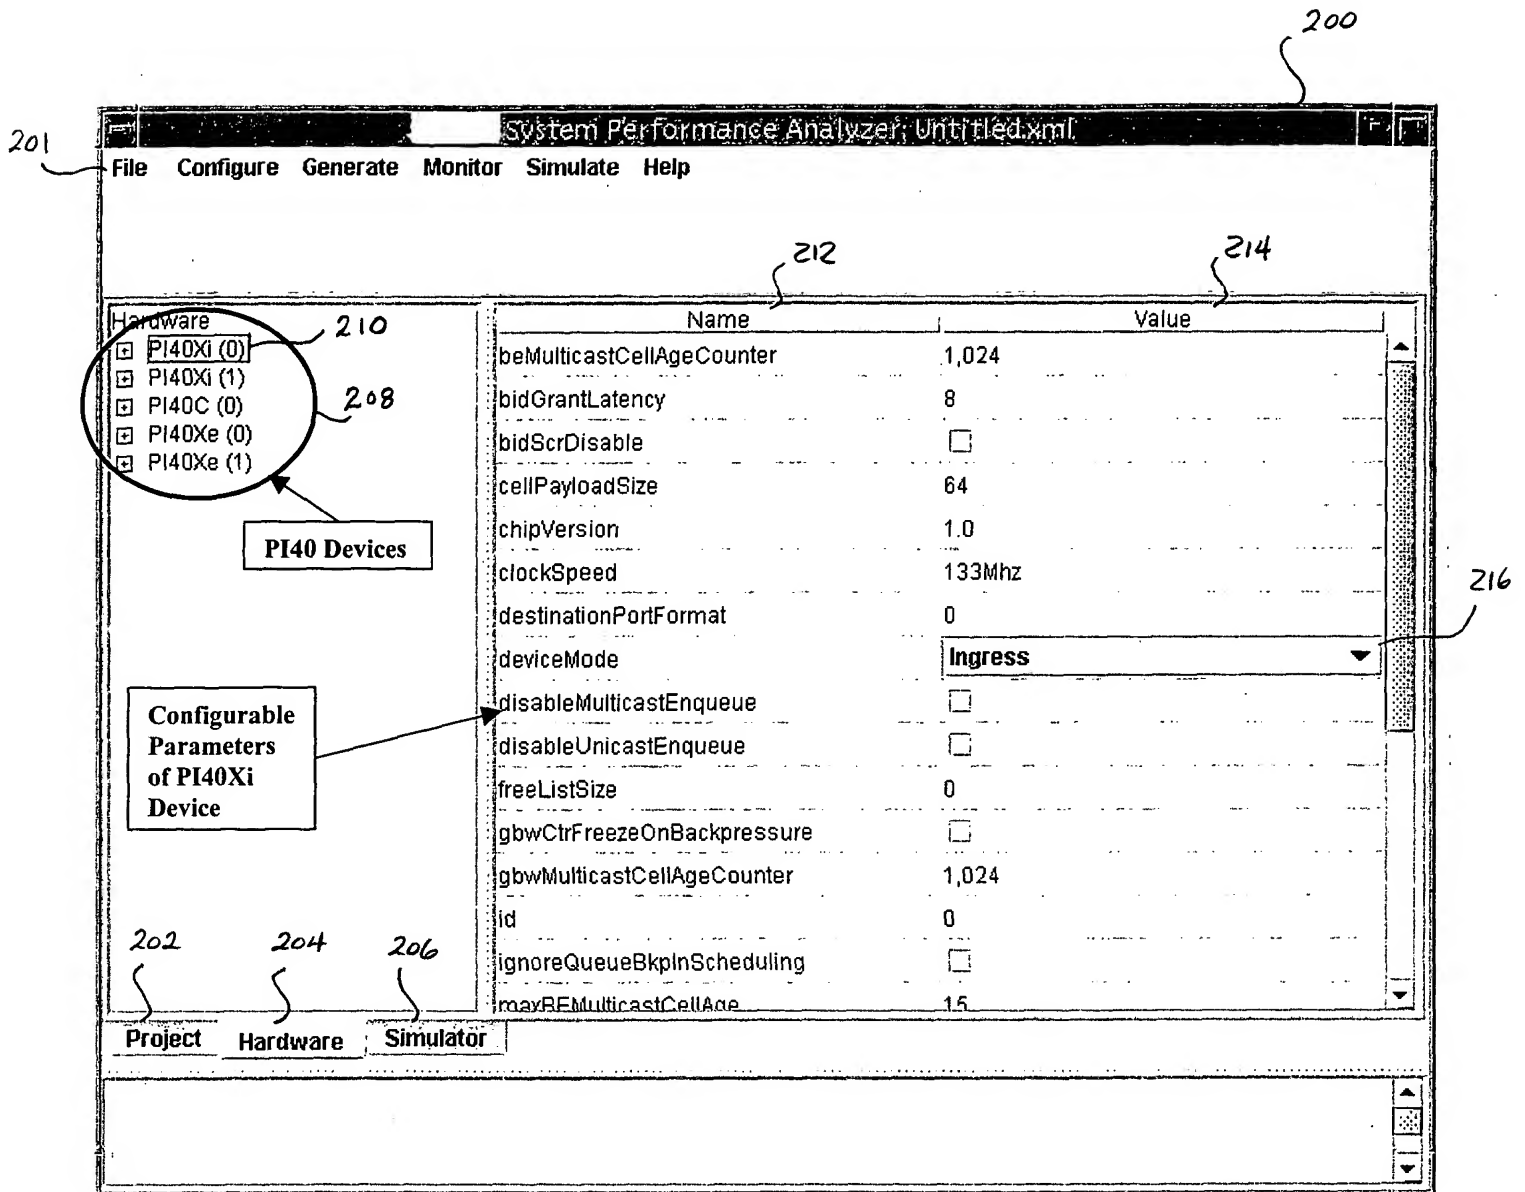 200
201
System Performance Analyzer; Untitled.xml
File Configure Generate Monitor Simulate Help
212
214
Hardware
210
PI40Xi (0)
PI40Xi (1)
PI40C (0)
208
PI40Xe (0)
PI40Xe (1)
PI40 Devices
Configurable
Parameters
of PI40Xi
Device
Name Value
beMulticastCellAgeCounter 1,024
bidGrantLatency 8
bidScrDisable
cellPayloadSize 64
chipVersion 1.0
clockSpeed 133Mhz
destinationPortFormat 0
216
deviceMode Ingress
disableMulticastEnqueue
disableUnicastEnqueue
freeListSize 0
gbwCtrFreezeOnBackpressure
gbwMulticastCellAgeCounter 1,024
id 0
ignoreQueueBkpInScheduling
maxBEMulticastCellAge 15
202 204 206
Project Hardware Simulator